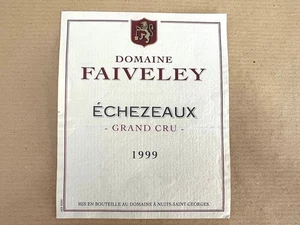 DOMAINE
FAIVELEY
ÉCHEZEAUX
- GRAND CRU -
1999
MIS EN BOUTEILLE AU DOMAINE À NUITS-SAINT-GEORGES